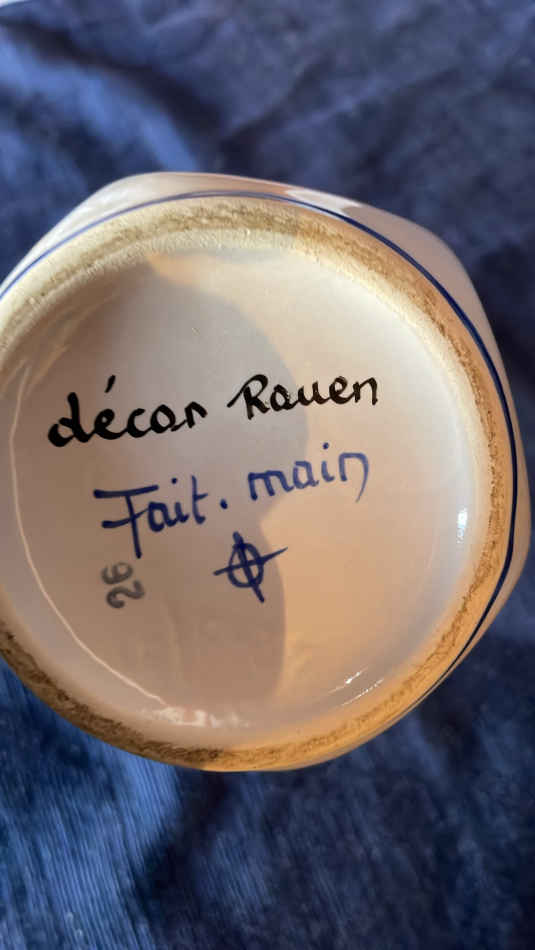 décor Rouen
Fait. main
26